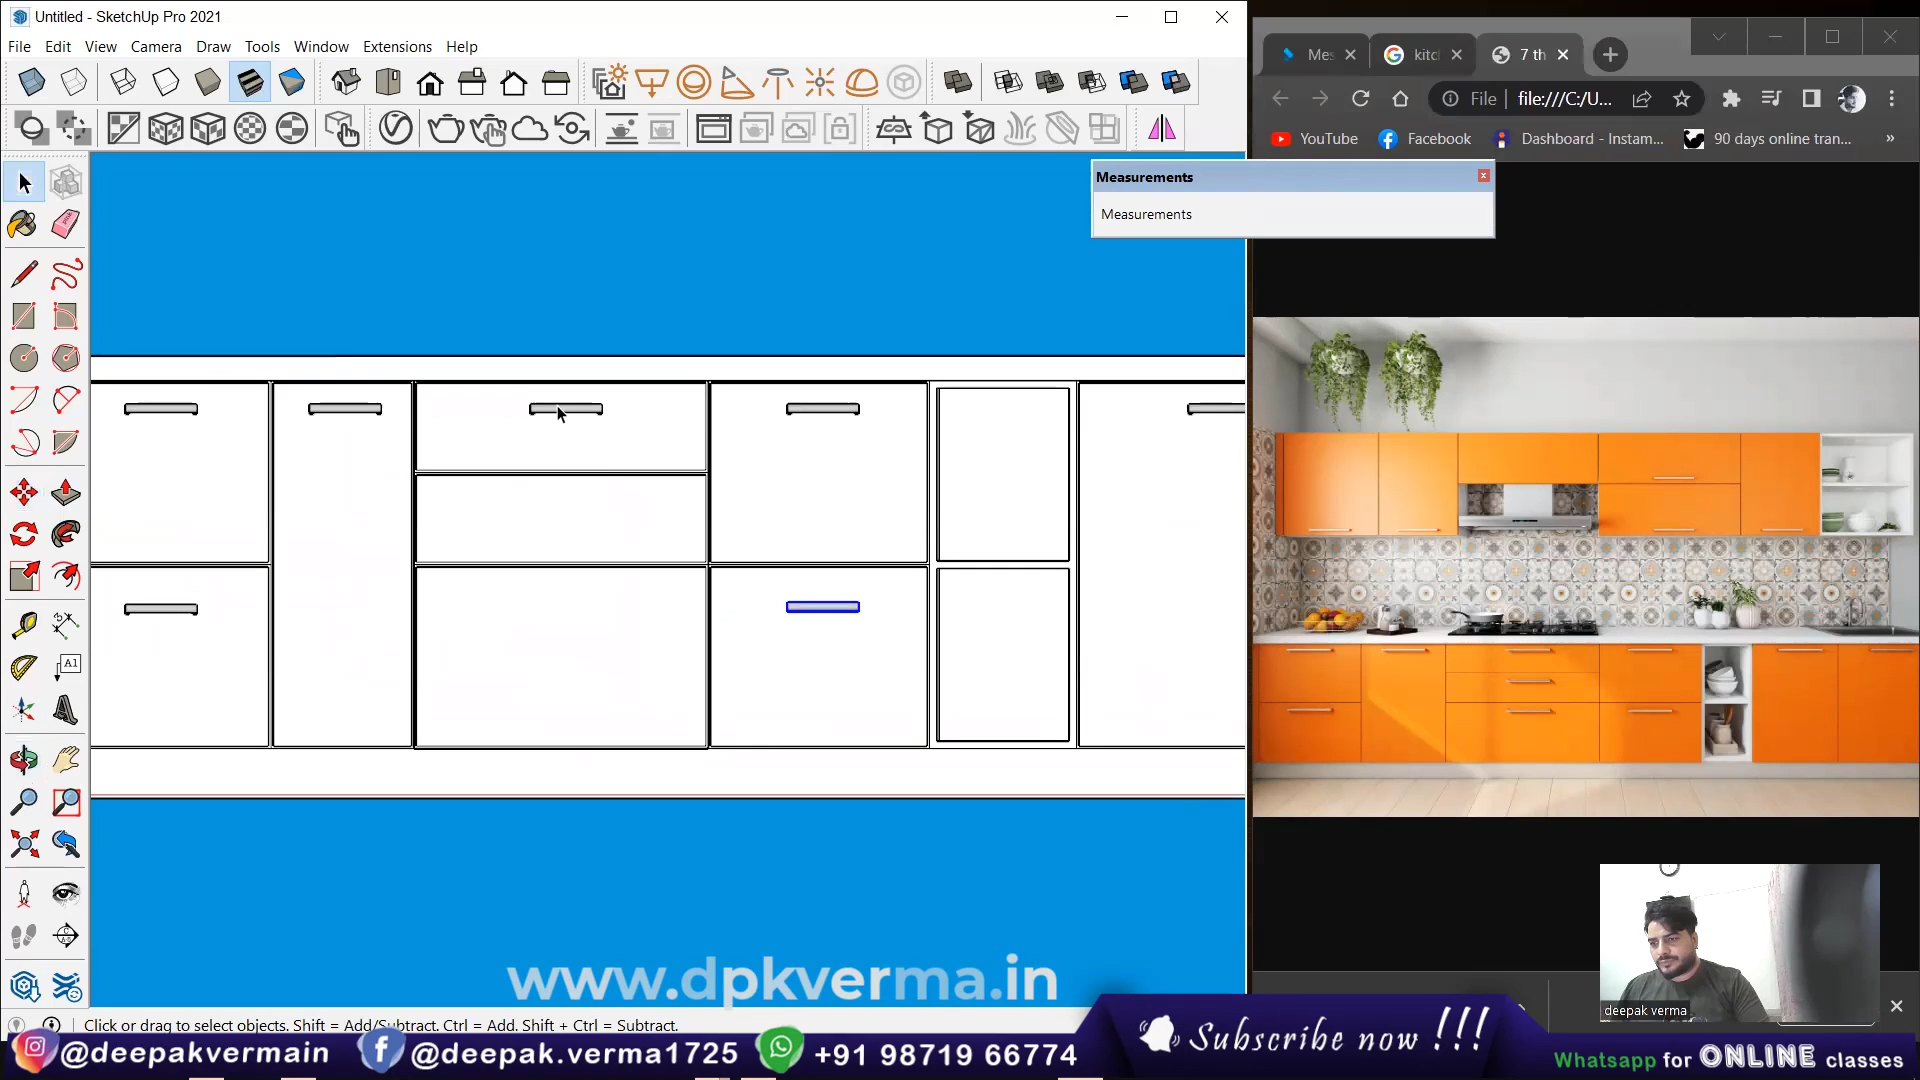 Untitled - SketchUp Pro 2021
File Edit View Camera Draw Tools Window Extensions Help
Measurements
Measurements
A1
Click or drag to select objects. Shift = Add/Subtract. Ctrl = Add. Shift + Ctrl = Subtract.
Mes
kitcl
7 th
File file:///C:/U...
YouTube Facebook Dashboard - Instam... 90 days online tran... »
www.dpkverma.in
deepak verma
@deepakvermain @deepak.verma1725 +91 98719 66774
Subscribe now !!!
Whatsapp for ONLINE classes